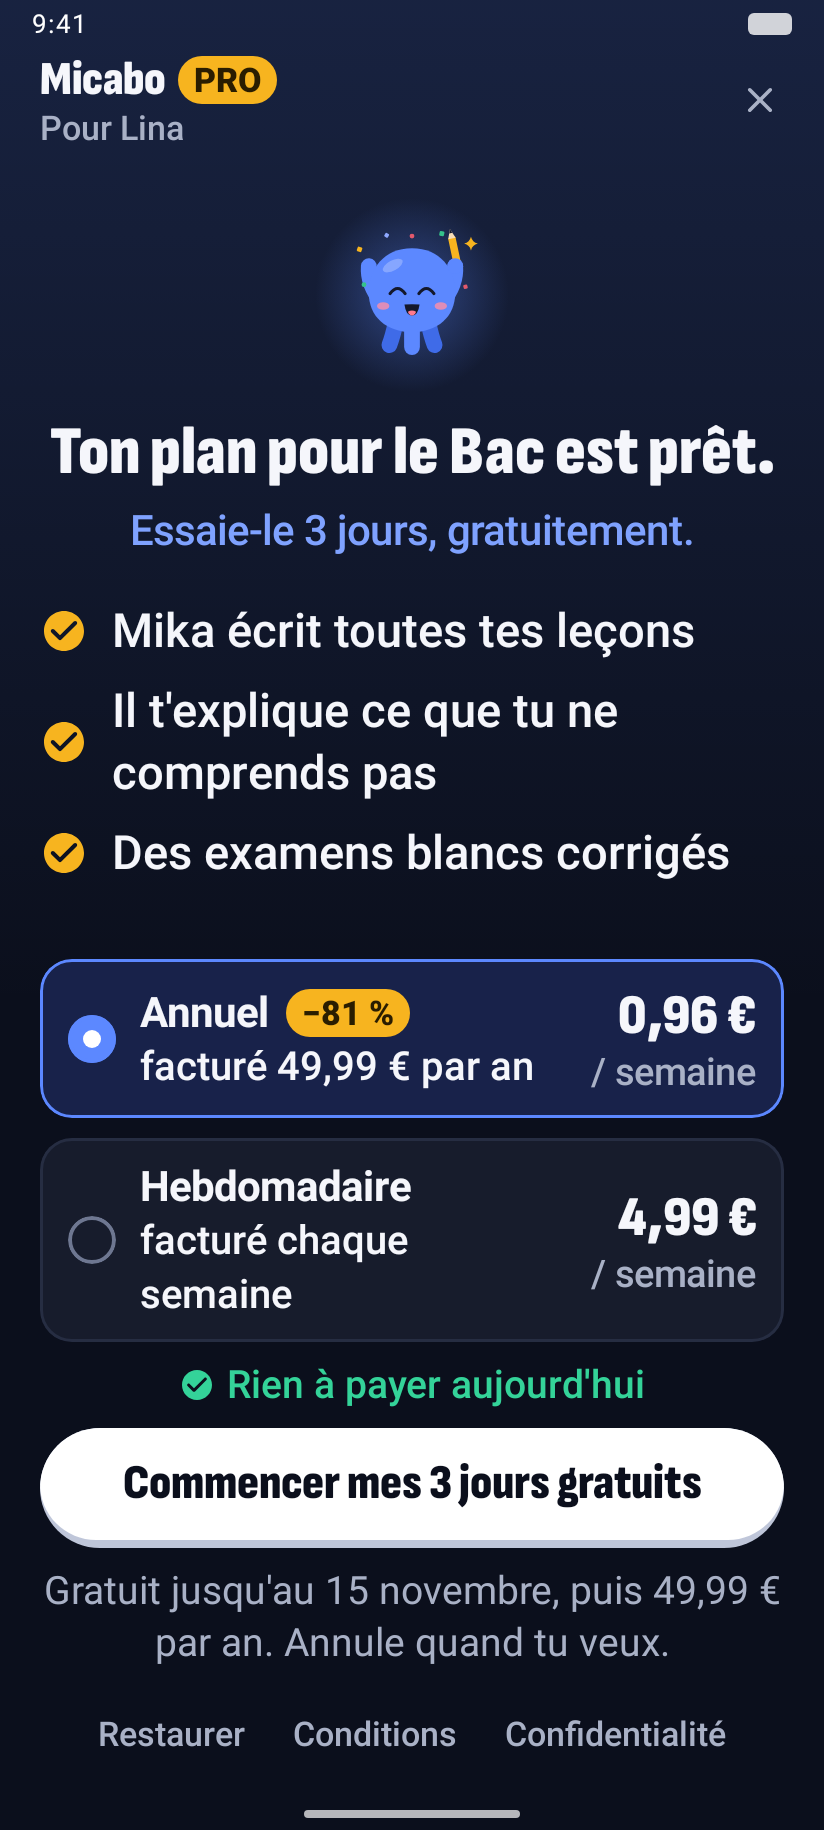 9:41
Micabo PRO
Pour Lina
Ton plan pour le Bac est prêt.
Essaie-le 3 jours, gratuitement.
Mika écrit toutes tes leçons
Il t'explique ce que tu ne
comprends pas
Des examens blancs corrigés
Annuel −81 %
facturé 49,99 € par an
0,96 €
/ semaine
Hebdomadaire
facturé chaque
semaine
4,99 €
/ semaine
Rien à payer aujourd'hui
Commencer mes 3 jours gratuits
Gratuit jusqu'au 15 novembre, puis 49,99 €
par an. Annule quand tu veux.
Restaurer Conditions Confidentialité